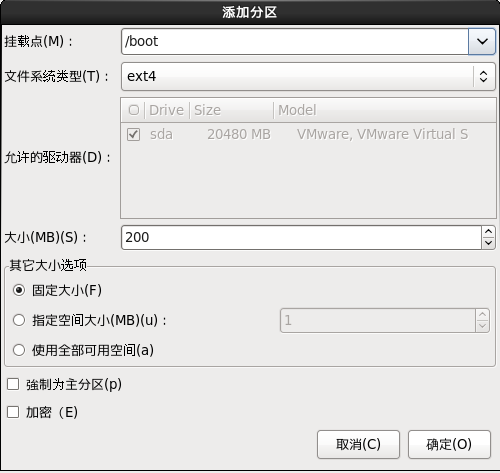 添加分区
挂载点(M)：
/boot
文件系统类型(T)：
ext4
Drive Size Model
允许的驱动器(D)：
sda 20480 MB VMware, VMware Virtual S
大小(MB)(S)：
200
其它大小选项
固定大小(F)
指定空间大小(MB)(u)：
1
使用全部可用空间(a)
強制为主分区(p)
加密（E)
取消(C)
确定(O)